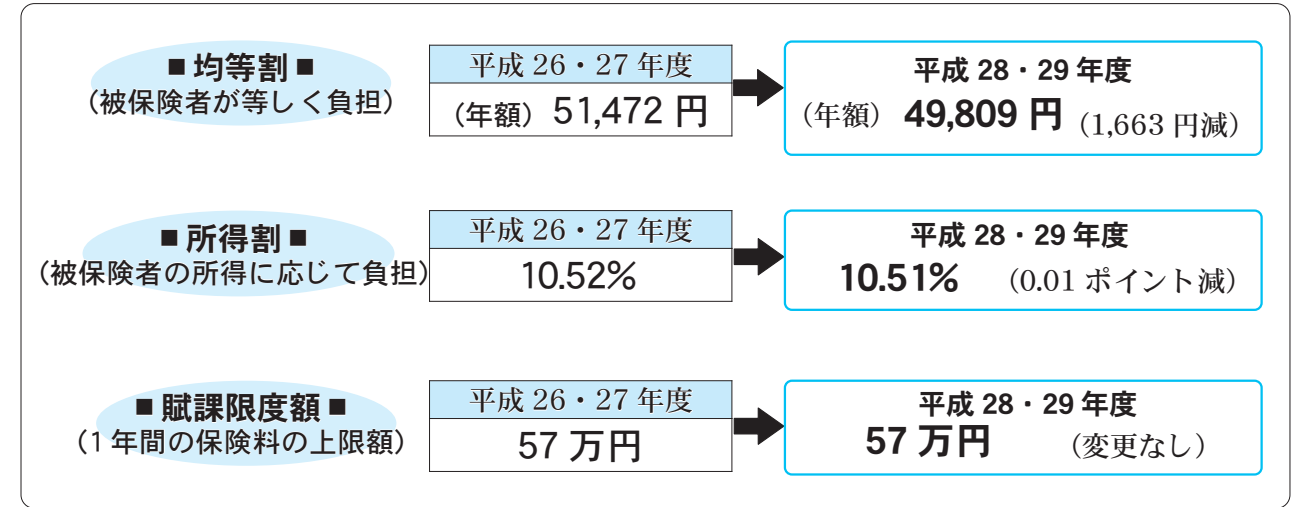 ■ 均等割 ■
(被保険者が等しく負担)
平成 26・27 年度
(年額) 51,472 円
平成 28・29 年度
(年額) 49,809 円 (1,663 円減)
■ 所得割 ■
(被保険者の所得に応じて負担)
平成 26・27 年度
10.52%
平成 28・29 年度
10.51% (0.01 ポイント減)
■ 賦課限度額 ■
(1 年間の保険料の上限額)
平成 26・27 年度
57 万円
平成 28・29 年度
57 万円 (変更なし)